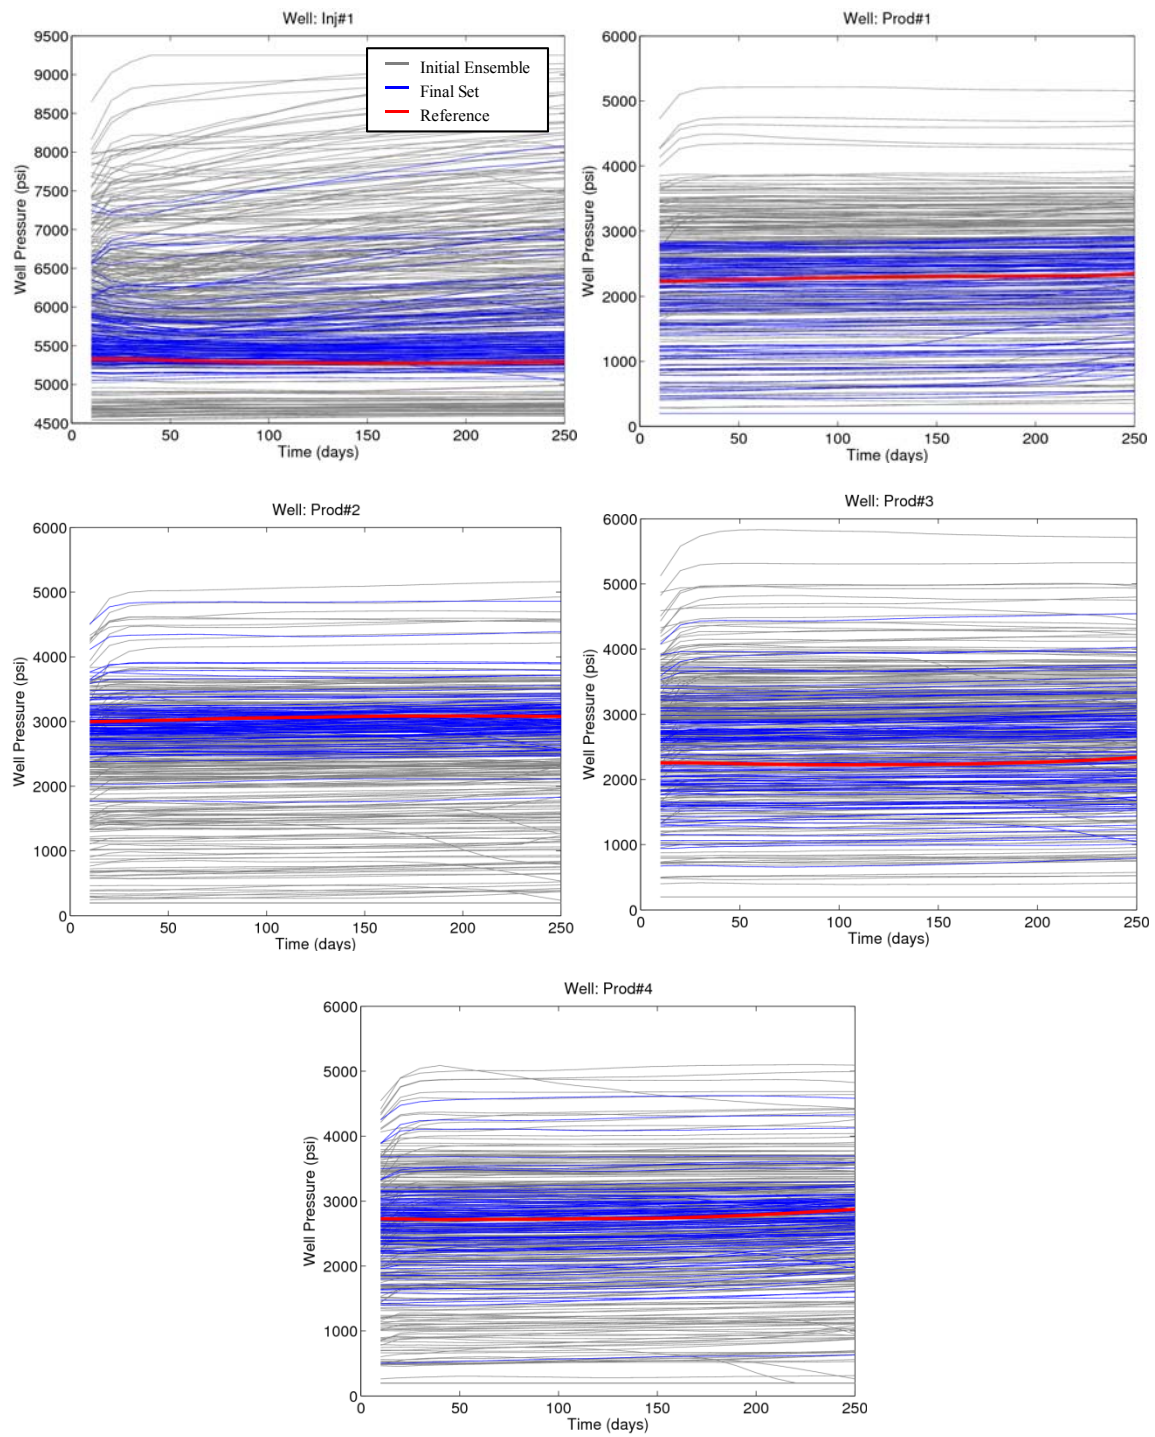 Well: Inj#1
9500
9000
8500
8000
7500
7000
6500
6000
5500
5000
4500
Well Pressure (psi)
0 50 100 150 200 250
Time (days)
Initial Ensemble
Final Set
Reference
Well: Prod#1
6000
5000
4000
3000
2000
1000
0
Well Pressure (psi)
0 50 100 150 200 250
Time (days)
Well: Prod#2
6000
5000
4000
3000
2000
1000
0
Well Pressure (psi)
0 50 100 150 200 250
Time (days)
Well: Prod#3
6000
5000
4000
3000
2000
1000
0
Well Pressure (psi)
0 50 100 150 200 250
Time (days)
Well: Prod#4
6000
5000
4000
3000
2000
1000
0
Well Pressure (psi)
0 50 100 150 200 250
Time (days)